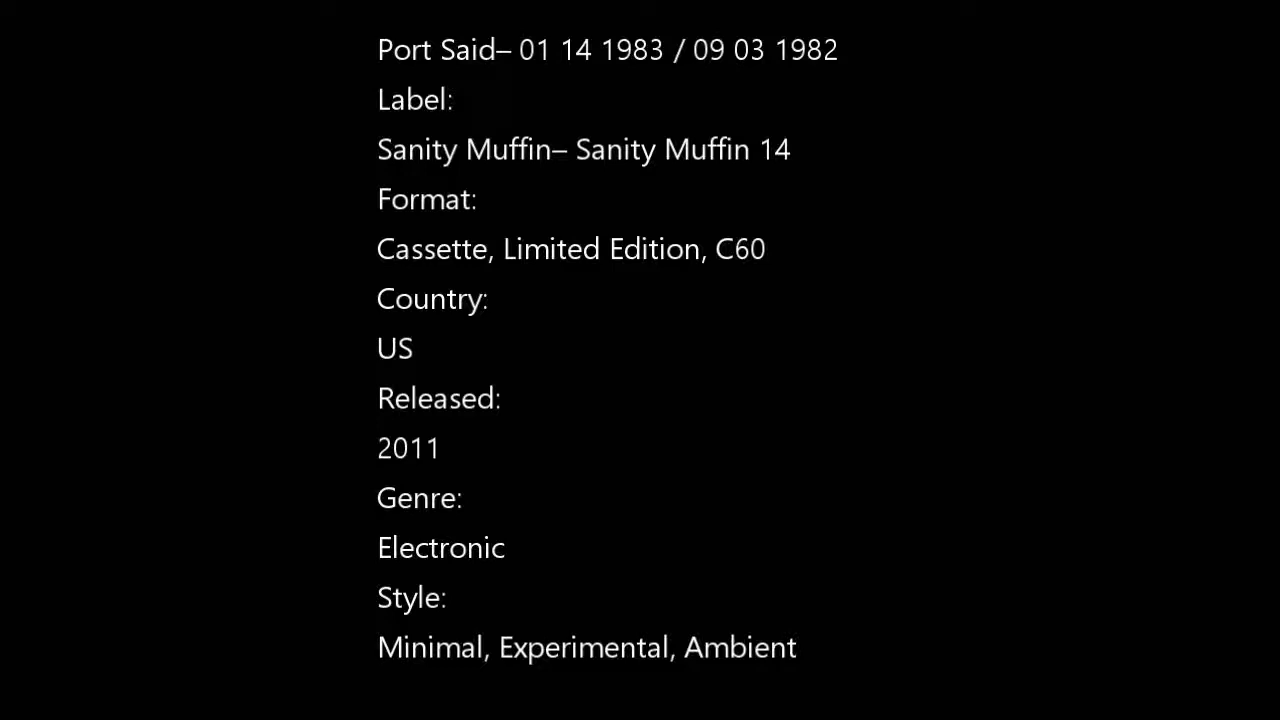 Port Said– 01 14 1983 / 09 03 1982
Label:
Sanity Muffin– Sanity Muffin 14
Format:
Cassette, Limited Edition, C60
Country:
US
Released:
2011
Genre:
Electronic
Style:
Minimal, Experimental, Ambient